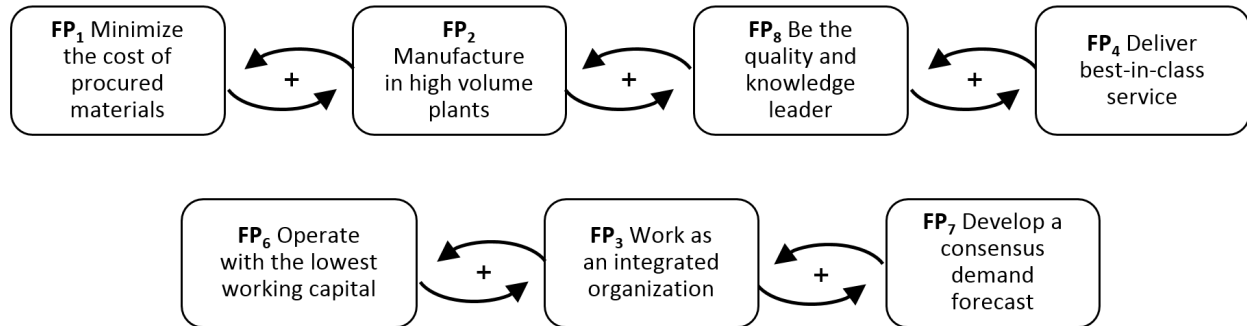 FP₁ Minimize
the cost of
procured
materials
+
FP₂
Manufacture
in high volume
plants
+
FP₈ Be the
quality and
knowledge
leader
+
FP₄ Deliver
best-in-class
service
FP₆ Operate
with the lowest
working capital
+
FP₃ Work as
an integrated
organization
+
FP₇ Develop a
consensus
demand
forecast